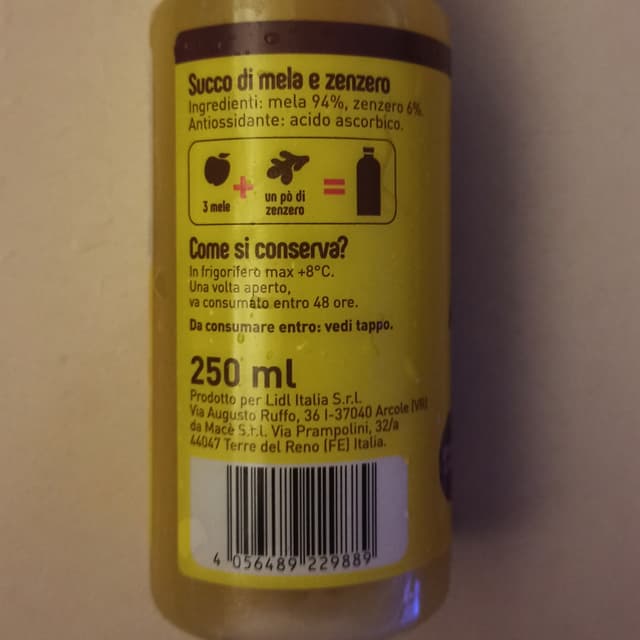 Succo di mela e zenzero
Ingredienti: mela 94%, zenzero 6%.
Antiossidante: acido ascorbico.
3 mele
+
un pò di
zenzero
=
Come si conserva?
In frigorifero max +8°C.
Una volta aperto,
va consumato entro 48 ore.
Da consumare entro: vedi tappo.
250 ml
Prodotto per Lidl Italia S.r.l.
Via Augusto Ruffo, 36 I-37040 Arcole (VR)
da Macè S.r.l. Via Prampolini, 32/a
44047 Terre del Reno (FE) Italia.
4 056489 229889